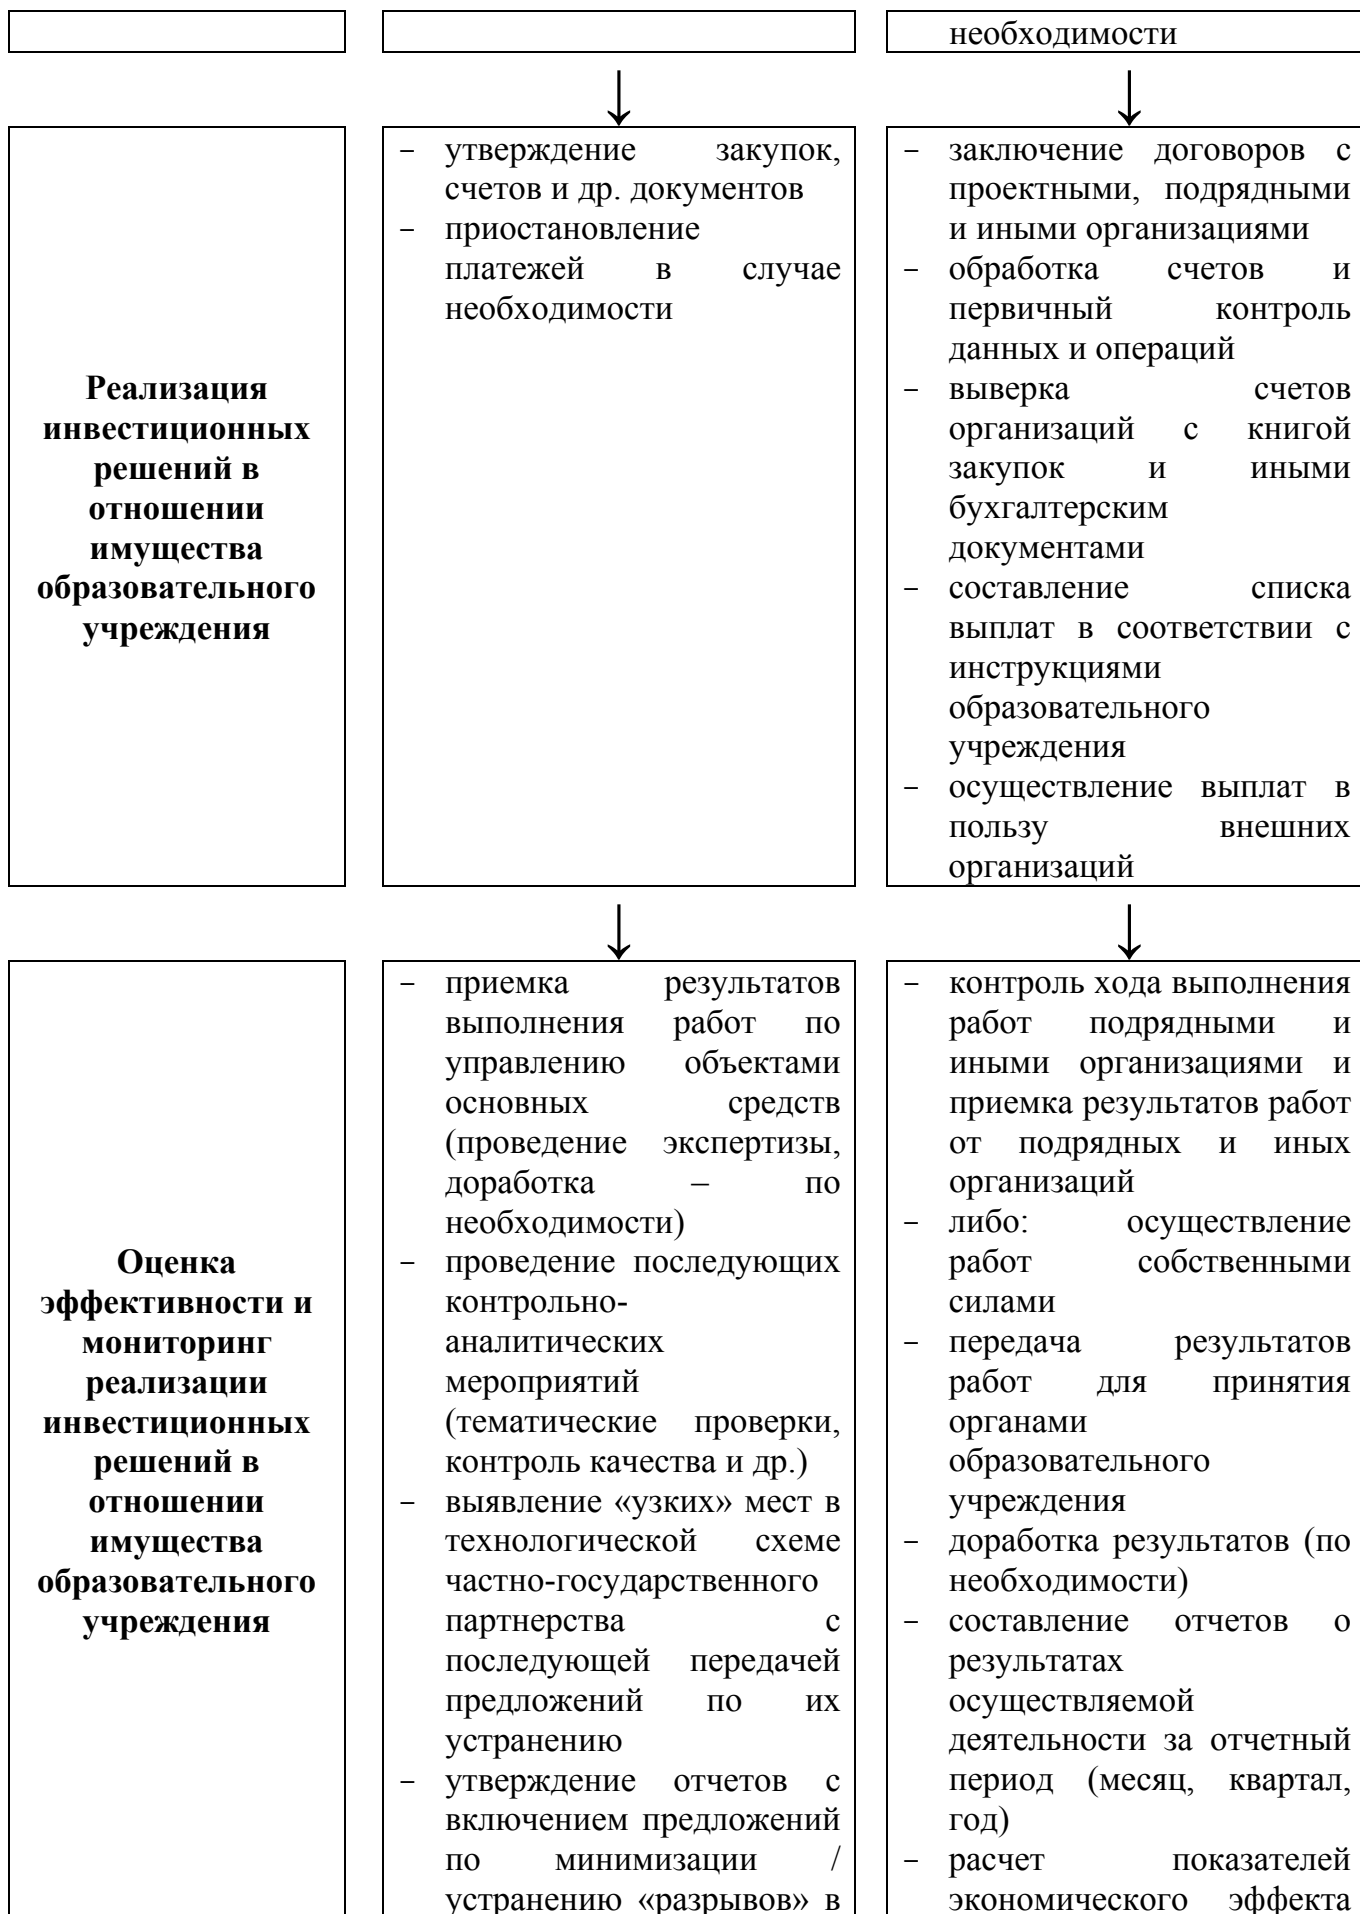 необходимости
↓
↓
Реализация
инвестиционных
решений в
отношении
имущества
образовательного
учреждения
- утверждение закупок,
счетов и др. документов
- приостановление
платежей в случае
необходимости
- заключение договоров с
проектными, подрядными
и иными организациями
- обработка счетов и
первичный контроль
данных и операций
- выверка счетов
организаций с книгой
закупок и иными
бухгалтерским
документами
- составление списка
выплат в соответствии с
инструкциями
образовательного
учреждения
- осуществление выплат в
пользу внешних
организаций
↓
↓
Оценка
эффективности и
мониторинг
реализации
инвестиционных
решений в
отношении
имущества
образовательного
учреждения
- приемка результатов
выполнения работ по
управлению объектами
основных средств
(проведение экспертизы,
доработка – по
необходимости)
- проведение последующих
контрольно-
аналитических
мероприятий
(тематические проверки,
контроль качества и др.)
- выявление «узких» мест в
технологической схеме
частно-государственного
партнерства с
последующей передачей
предложений по их
устранению
- утверждение отчетов с
включением предложений
по минимизации /
устранению «разрывов» в
- контроль хода выполнения
работ подрядными и
иными организациями и
приемка результатов работ
от подрядных и иных
организаций
- либо: осуществление
работ собственными
силами
- передача результатов
работ для принятия
органами
образовательного
учреждения
- доработка результатов (по
необходимости)
- составление отчетов о
результатах
осуществляемой
деятельности за отчетный
период (месяц, квартал,
год)
- расчет показателей
экономического эффекта